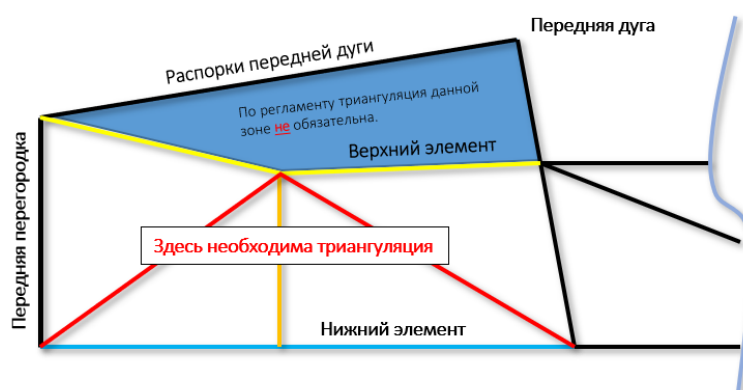 Передняя дуга
Распорки передней дуги
По регламенту триангуляция данной
зоне не обязательна.
Верхний элемент
Передняя перегородка
Здесь необходима триангуляция
Нижний элемент